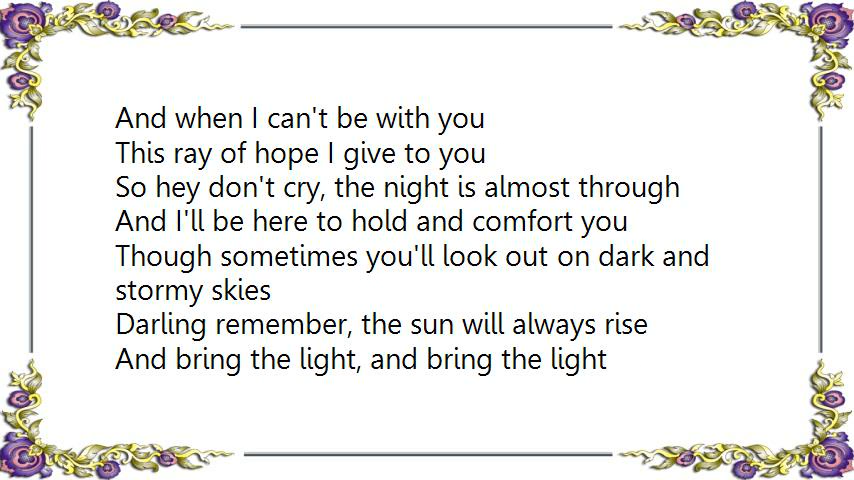 And when I can't be with you
This ray of hope I give to you
So hey don't cry, the night is almost through
And I'll be here to hold and comfort you
Though sometimes you'll look out on dark and
stormy skies
Darling remember, the sun will always rise
And bring the light, and bring the light